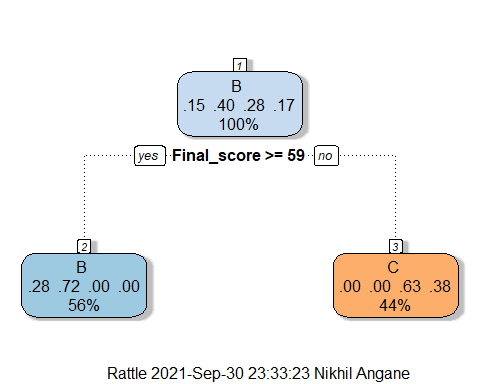 1
B
.15 .40 .28 .17
100%
yes Final_score >= 59 no
2
B
.28 .72 .00 .00
56%
3
C
.00 .00 .63 .38
44%
Rattle 2021-Sep-30 23:33:23 Nikhil Angane